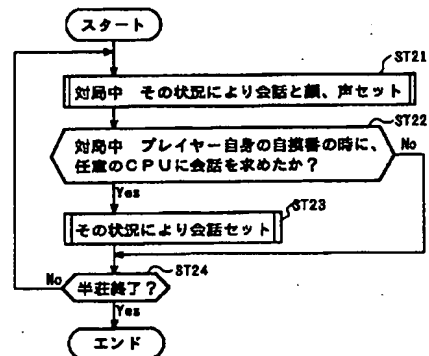 スタート
ST21
対局中　その状況により会話と顔、声セット
ST22
対局中　プレイヤー自身の自摸番の時に、
任意のＣＰＵに会話を求めたか？
No
Yes
ST23
その状況により会話セット
ST24
No
半荘終了？
Yes
エンド